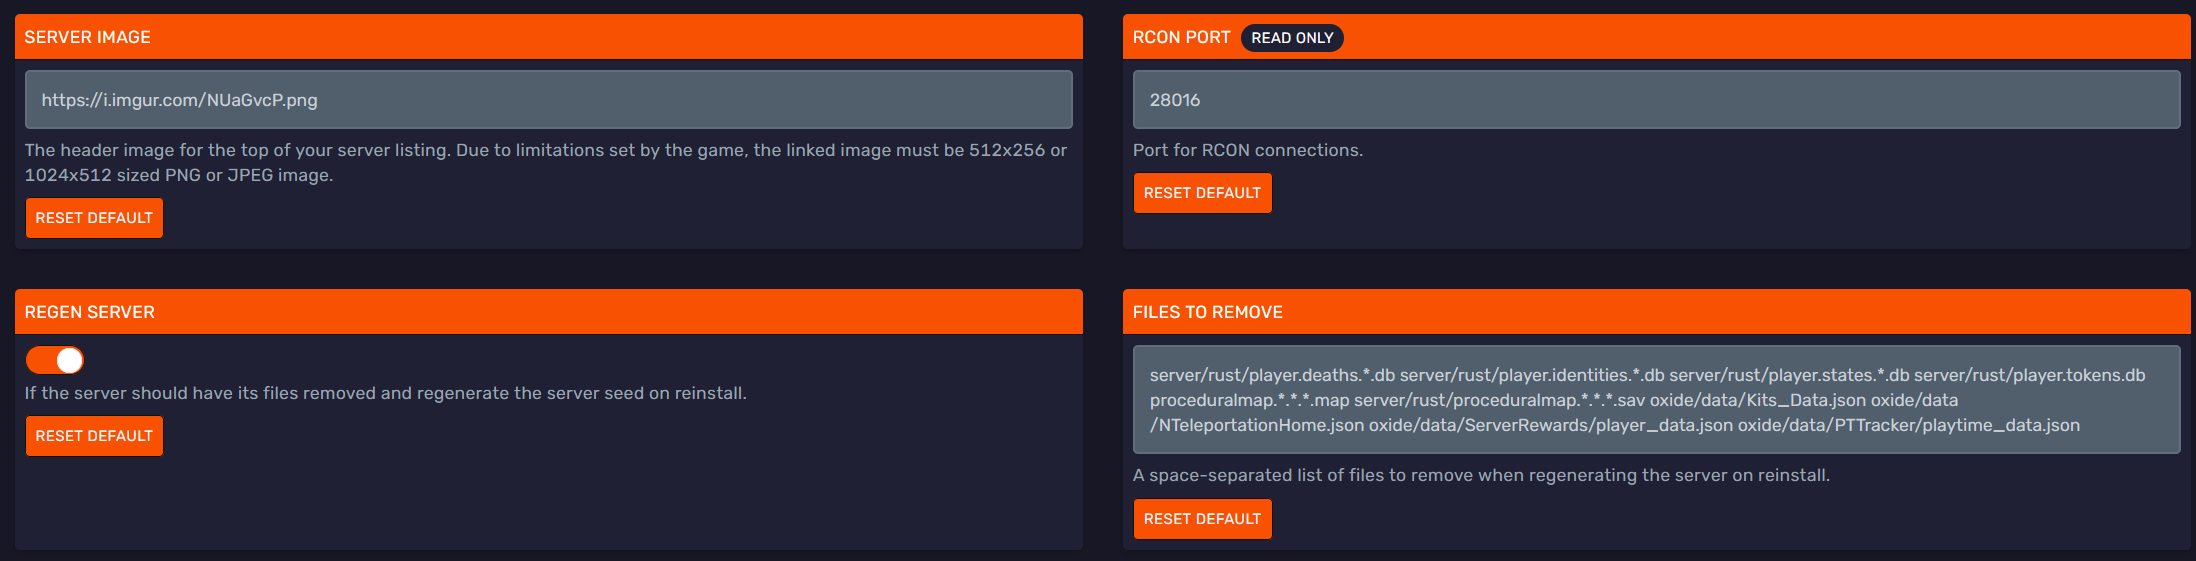 SERVER IMAGE
https://i.imgur.com/NUaGvcP.png
The header image for the top of your server listing. Due to limitations set by the game, the linked image must be 512x256 or
1024x512 sized PNG or JPEG image.
RESET DEFAULT
RCON PORT READ ONLY
28016
Port for RCON connections.
RESET DEFAULT
REGEN SERVER
If the server should have its files removed and regenerate the server seed on reinstall.
RESET DEFAULT
FILES TO REMOVE
server/rust/player.deaths.*.db server/rust/player.identities.*.db server/rust/player.states.*.db server/rust/player.tokens.db
proceduralmap.*.*.*.map server/rust/proceduralmap.*.*.*.sav oxide/data/Kits_Data.json oxide/data
/NTeleportationHome.json oxide/data/ServerRewards/player_data.json oxide/data/PTTracker/playtime_data.json
A space-separated list of files to remove when regenerating the server on reinstall.
RESET DEFAULT